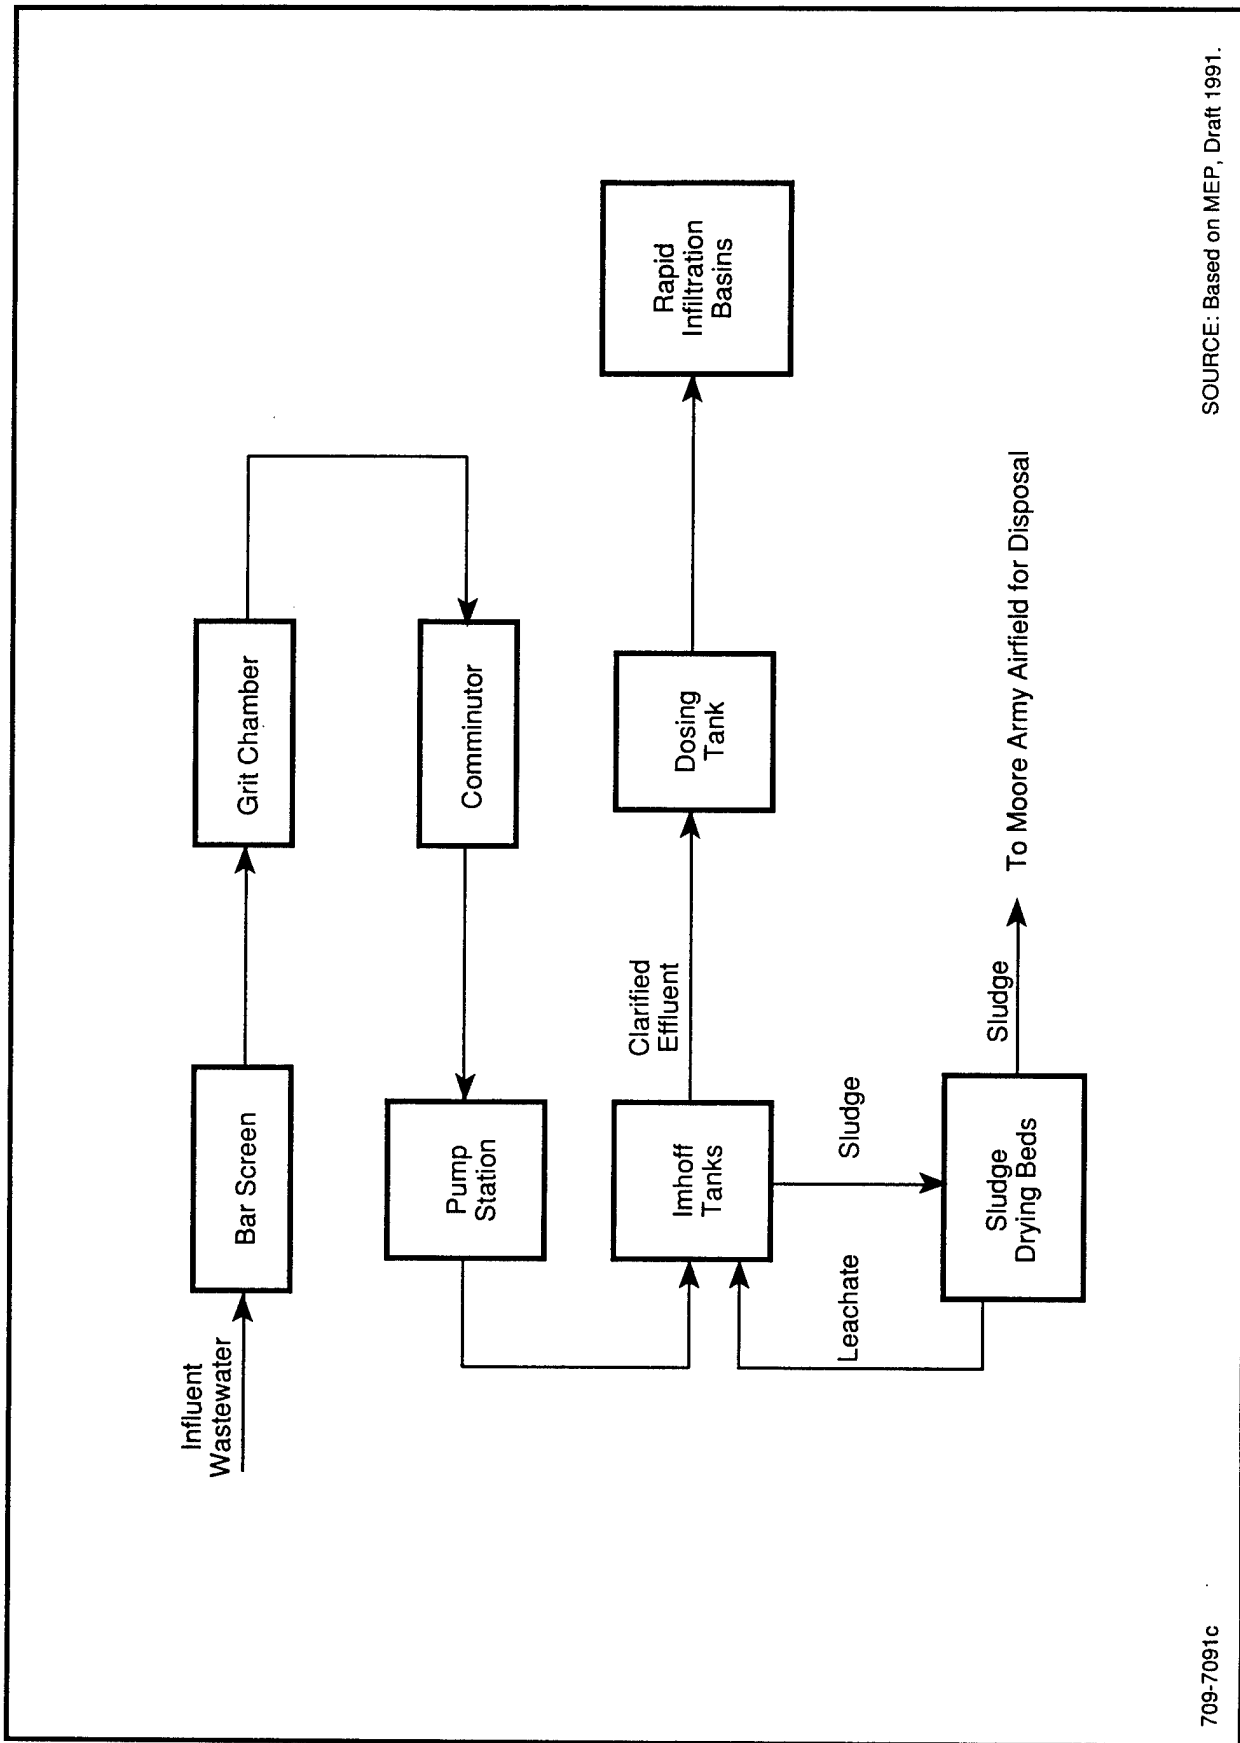 Influent
Wastewater
Bar Screen
Grit Chamber
Pump
Station
Comminutor
Imhoff
Tanks
Clarified
Effluent
Dosing
Tank
Rapid
Infiltration
Basins
Leachate
Sludge
Sludge
Drying Beds
Sludge
To Moore Army Airfield for Disposal
709-7091c
SOURCE: Based on MEP, Draft 1991.